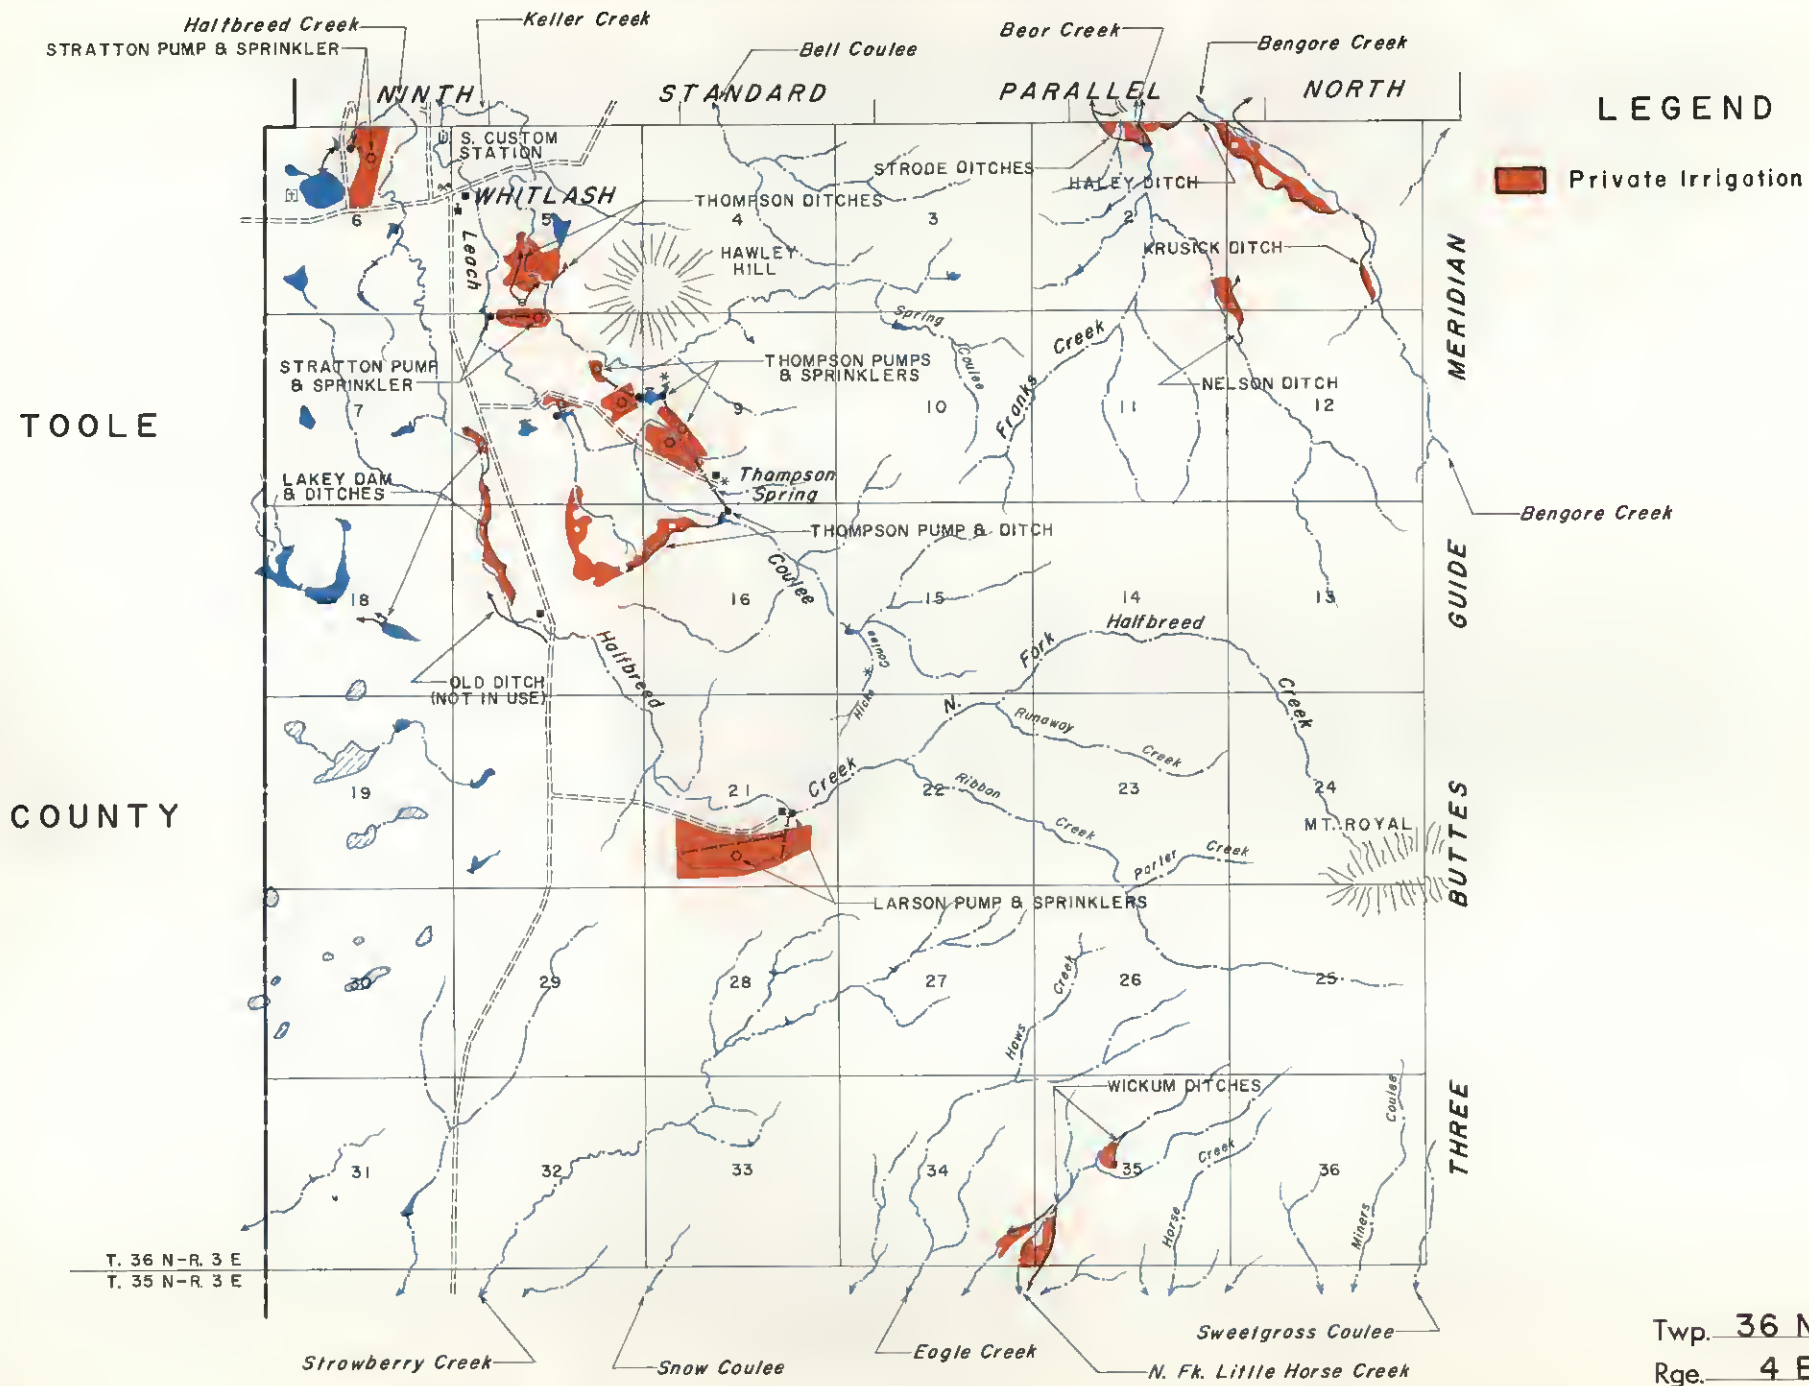 Halfbreed Creek
Keller Creek
STRATTON PUMP & SPRINKLER
Bell Coulee
Bear Creek
Bengore Creek
NINTH STANDARD PARALLEL NORTH
LEGEND
Private Irrigation
U. S. CUSTOM
STATION
WHITLASH
STRODE DITCHES
HALEY DITCH
THOMPSON DITCHES
6
5
4
3
2
KRUSICK DITCH
HAWLEY
HILL
Leach
Spring
Coulee
Franks Creek
STRATTON PUMP
& SPRINKLER
THOMPSON PUMPS
& SPRINKLERS
NELSON DITCH
7
9
10
11
12
TOOLE
COUNTY
LAKEY DAM
& DITCHES
Thompson
Spring
Bengore Creek
THOMPSON PUMP & DITCH
Coulee
18
16
15
14
13
Halfbreed
OLD DITCH
(NOT IN USE)
Hicks Coulee
N. Fork Halfbreed Creek
Runaway Creek
Creek
19
21
22
23
24
Ribbon Creek
Porter Creek
MT. ROYAL
LARSON PUMP & SPRINKLERS
30
29
28
27
26
25
Haws Creek
WICKUM DITCHES
31
32
33
34
35
36
Horse Creek
Miners Coulee
THREE BUTTES GUIDE MERIDIAN
T. 36 N-R. 3 E
T. 35 N-R. 3 E
Strawberry Creek
Snow Coulee
Eagle Creek
N. Fk. Little Horse Creek
Sweetgrass Coulee
Twp. 36 N
Rge. 4 E